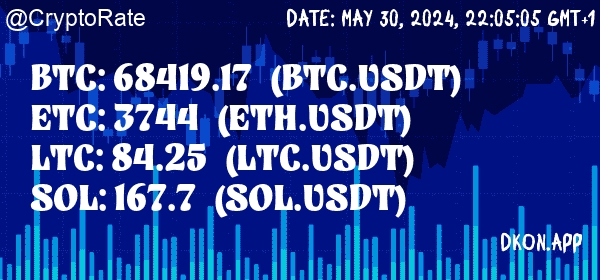 @CryptoRate
DATE: MAY 30, 2024, 22:05:05 GMT+1
BTC: 68419.17 (BTC.USDT)
ETC: 3744 (ETH.USDT)
LTC: 84.25 (LTC.USDT)
SOL: 167.7 (SOL.USDT)
DKON.APP